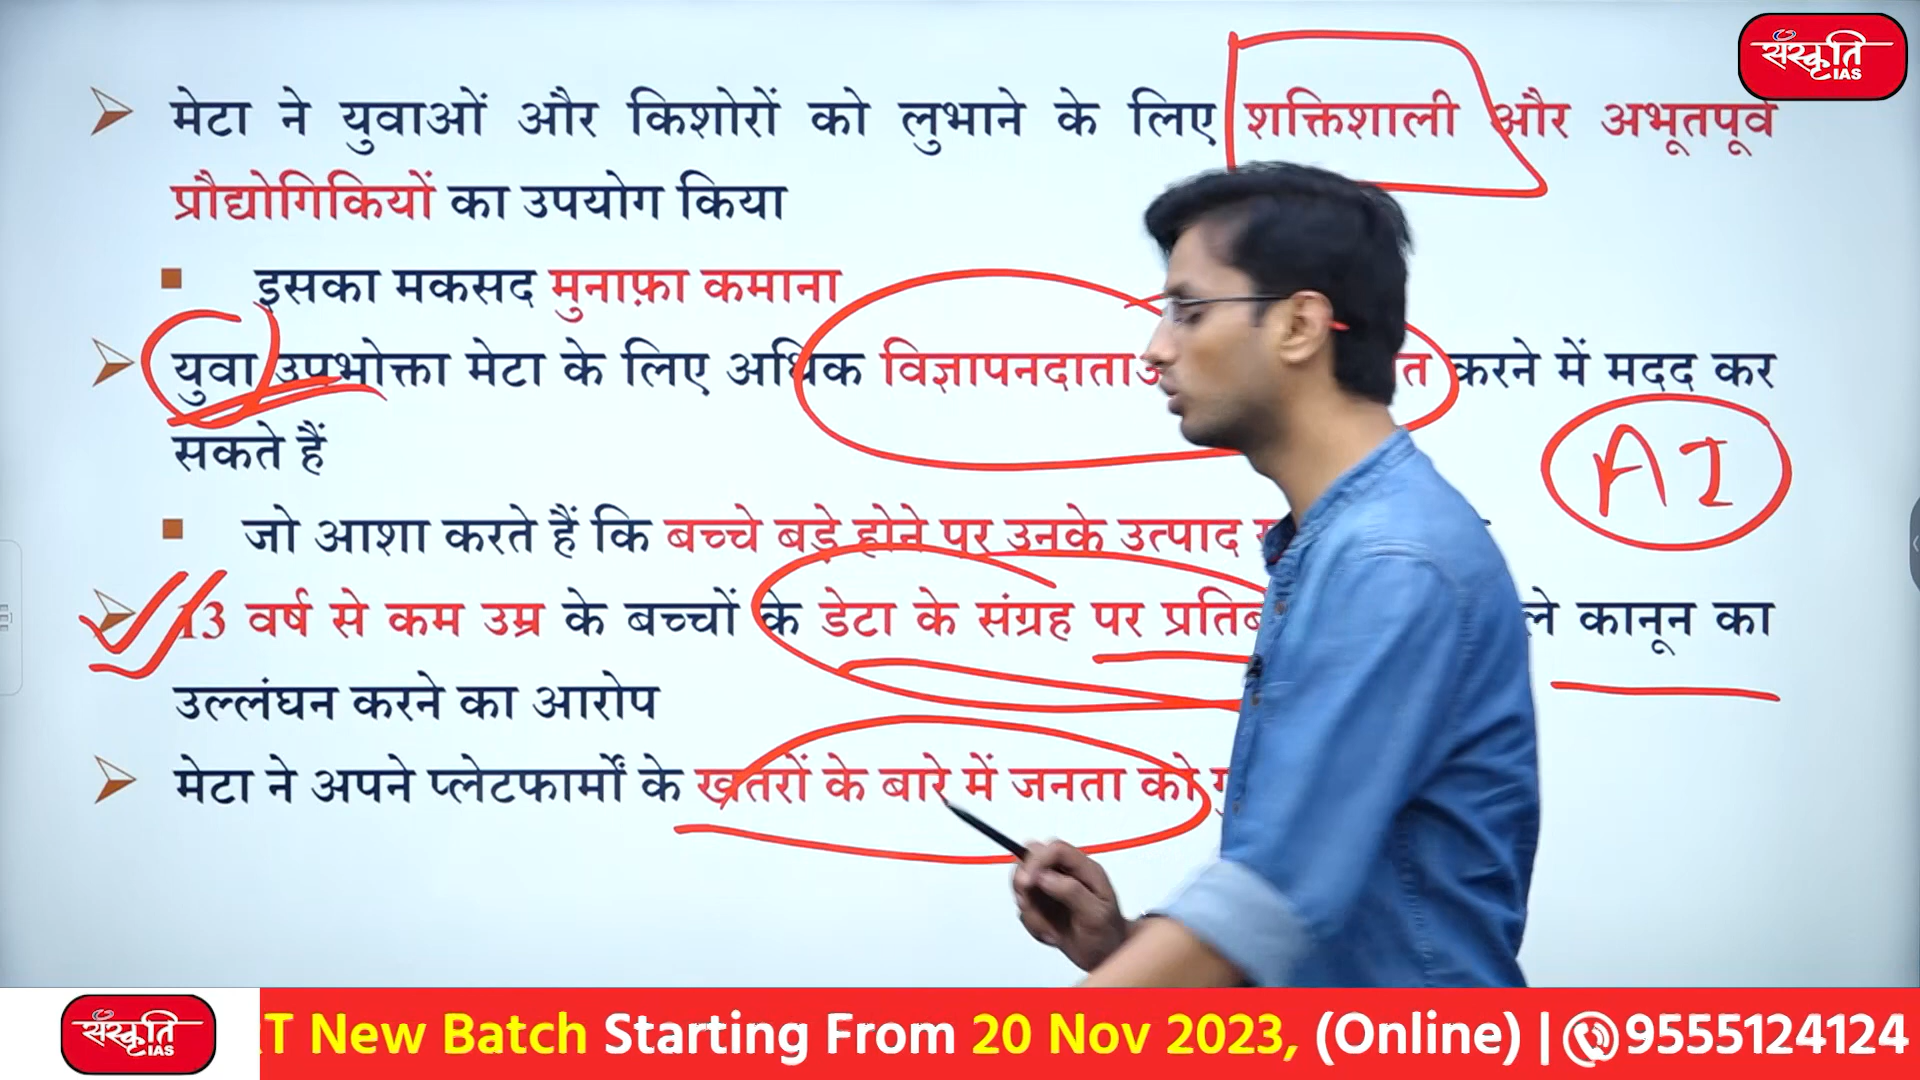 संस्कृति
IAS
मेटा ने युवाओं और किशोरों को लुभाने के लिए शक्तिशाली और अभूतपूर्व
प्रौद्योगिकियों का उपयोग किया
इसका मकसद मुनाफ़ा कमाना
युवा उपभोक्ता मेटा के लिए अधिक करने में मदद कर
सकते हैं
AI
जो आशा करते हैं कि बच्चे बड़े होने पर उनके उत्पाद
13 वर्ष से कम उम्र के बच्चों के डेटा के संग्रह पर कानून का
उल्लंघन करने का आरोप
मेटा ने अपने प्लेटफार्मों के खतरों के बारे में जनता को
संस्कृति
IAS
New Batch Starting From 20 Nov 2023, (Online) | 9555124124